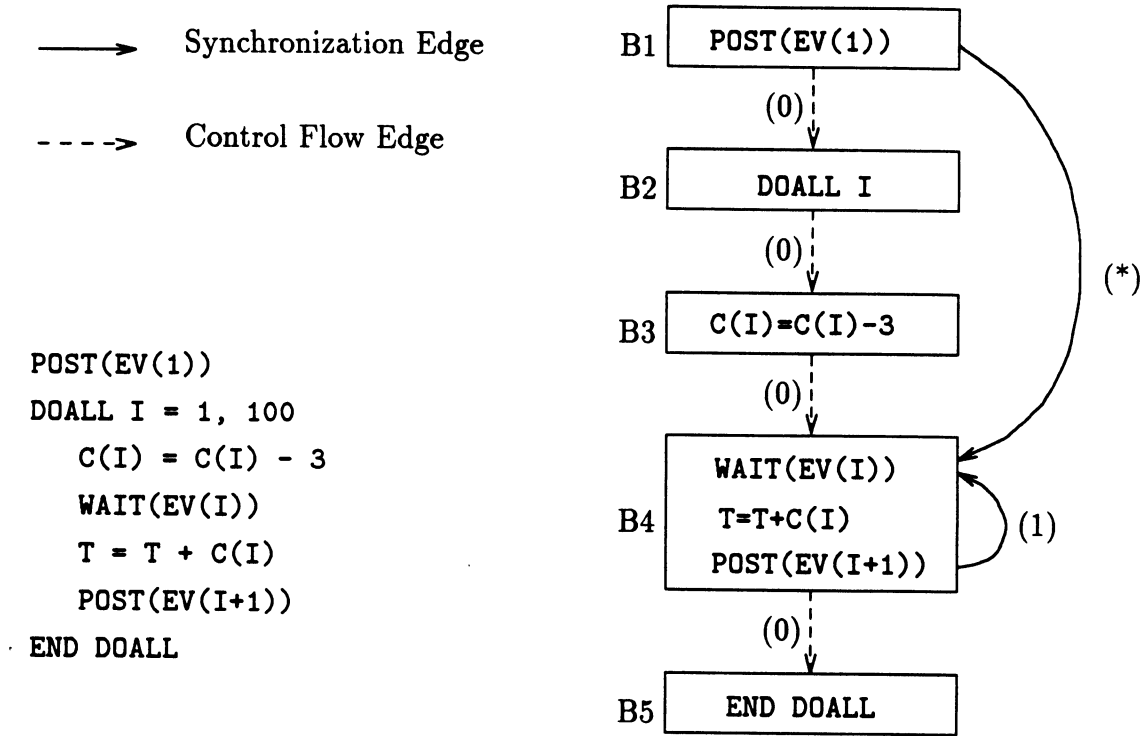 Synchronization Edge
Control Flow Edge
POST(EV(1))
DOALL I = 1, 100
C(I) = C(I) - 3
WAIT(EV(I))
T = T + C(I)
POST(EV(I+1))
END DOALL
B1
POST(EV(1))
(0)
B2
DOALL I
(0)
(*)
B3
C(I)=C(I)-3
(0)
B4
WAIT(EV(I))
T=T+C(I)
POST(EV(I+1))
(1)
(0)
B5
END DOALL